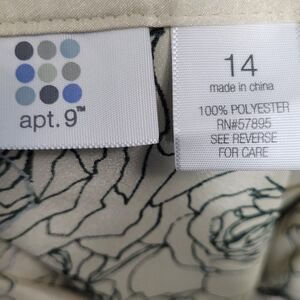 apt. 9™
14
made in china
100% POLYESTER
RN#57895
SEE REVERSE
FOR CARE